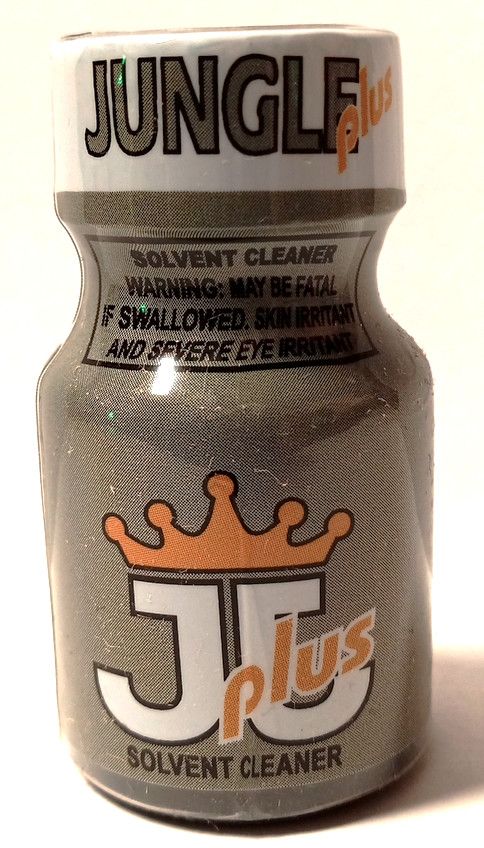 JUNGLE plus
SOLVENT CLEANER
WARNING: MAY BE FATAL
IF SWALLOWED. SKIN IRRITANT
AND SEVERE EYE IRRITANT
JJ plus
SOLVENT CLEANER